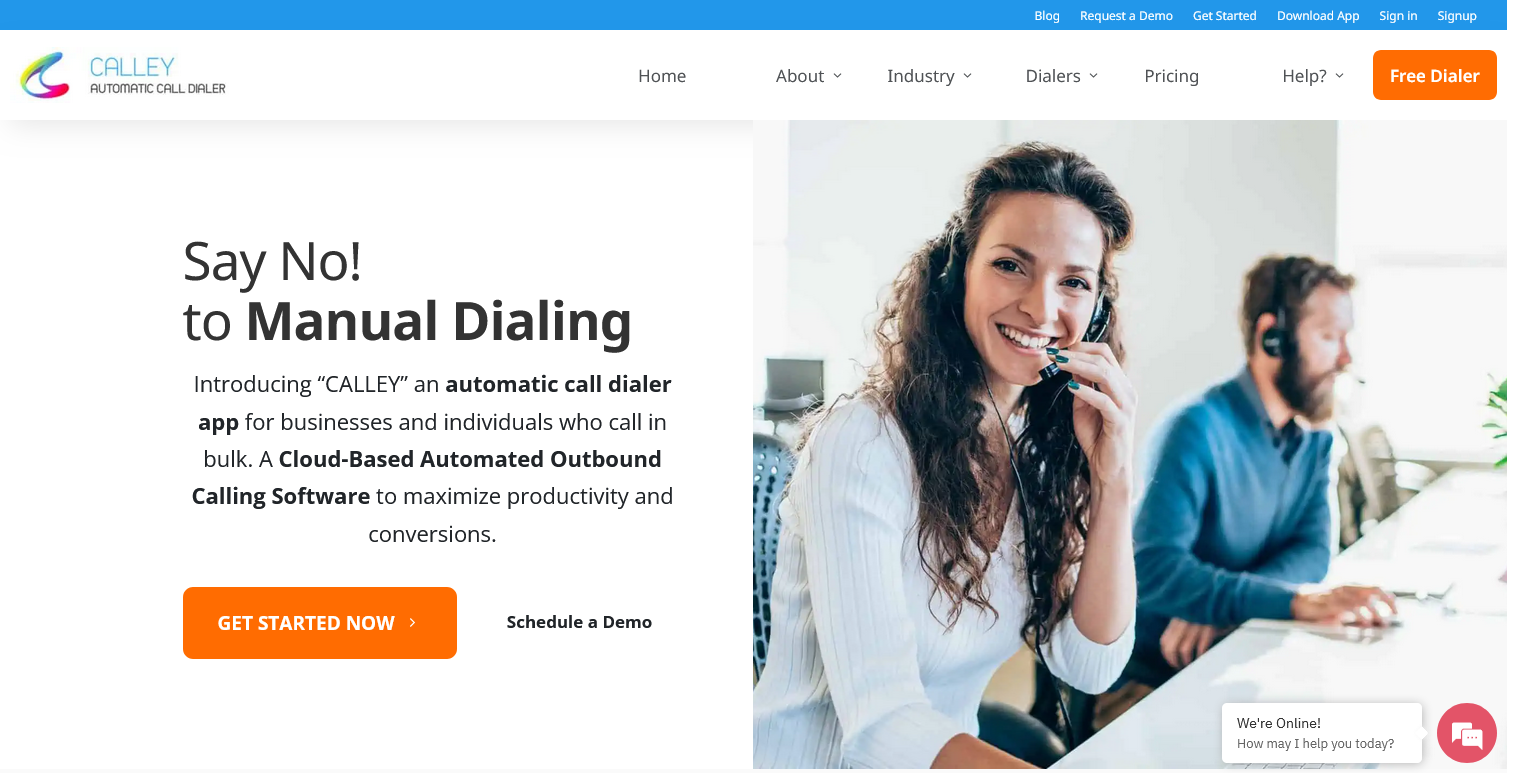 Blog Request a Demo Get Started Download App Sign in Signup
CALLEY
AUTOMATIC CALL DIALER
Home About Industry Dialers Pricing Help? Free Dialer
Say No!
to Manual Dialing
Introducing “CALLEY” an automatic call dialer
app for businesses and individuals who call in
bulk. A Cloud-Based Automated Outbound
Calling Software to maximize productivity and
conversions.
GET STARTED NOW Schedule a Demo
We're Online!
How may I help you today?